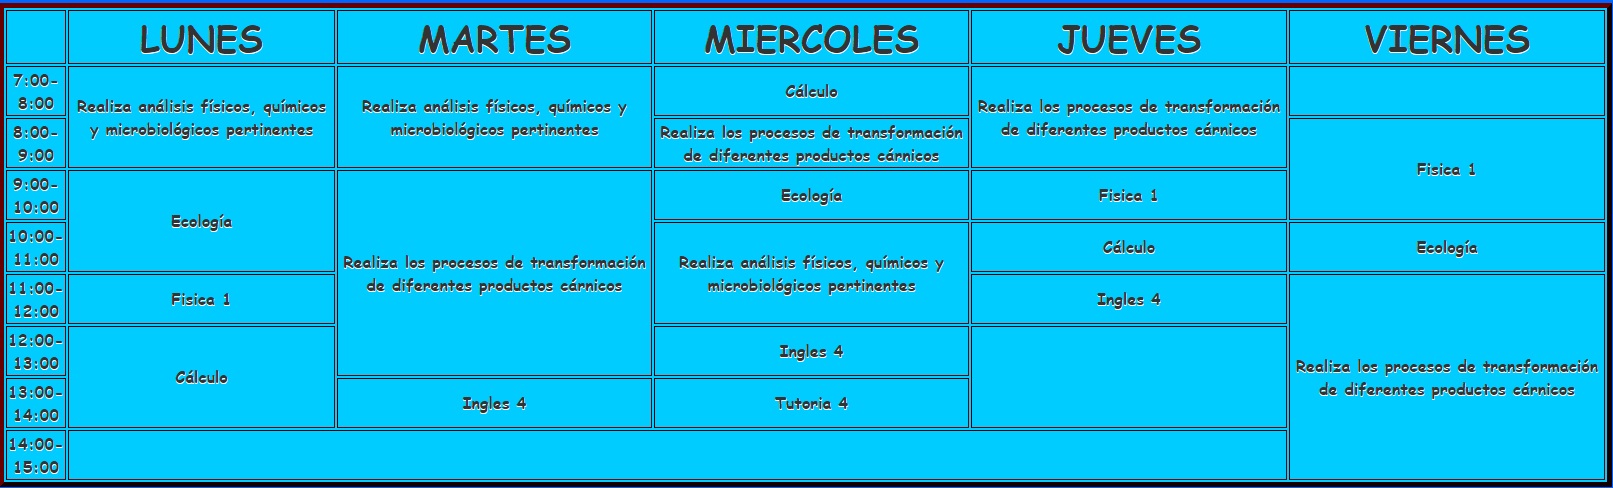 LUNES MARTES MIERCOLES JUEVES VIERNES
7:00-
8:00
Realiza análisis físicos, químicos
y microbiológicos pertinentes
Realiza análisis físicos, químicos y
microbiológicos pertinentes
Cálculo
Realiza los procesos de transformación
de diferentes productos cárnicos
8:00-
9:00
Realiza los procesos de transformación
de diferentes productos cárnicos
Fisica 1
9:00-
10:00
Ecología
Realiza los procesos de transformación
de diferentes productos cárnicos
Ecología
Fisica 1
10:00-
11:00
Realiza análisis físicos, químicos y
microbiológicos pertinentes
Cálculo
Ecología
11:00-
12:00
Fisica 1
Ingles 4
Realiza los procesos de transformación
de diferentes productos cárnicos
12:00-
13:00
Cálculo
Ingles 4
13:00-
14:00
Ingles 4
Tutoria 4
14:00-
15:00